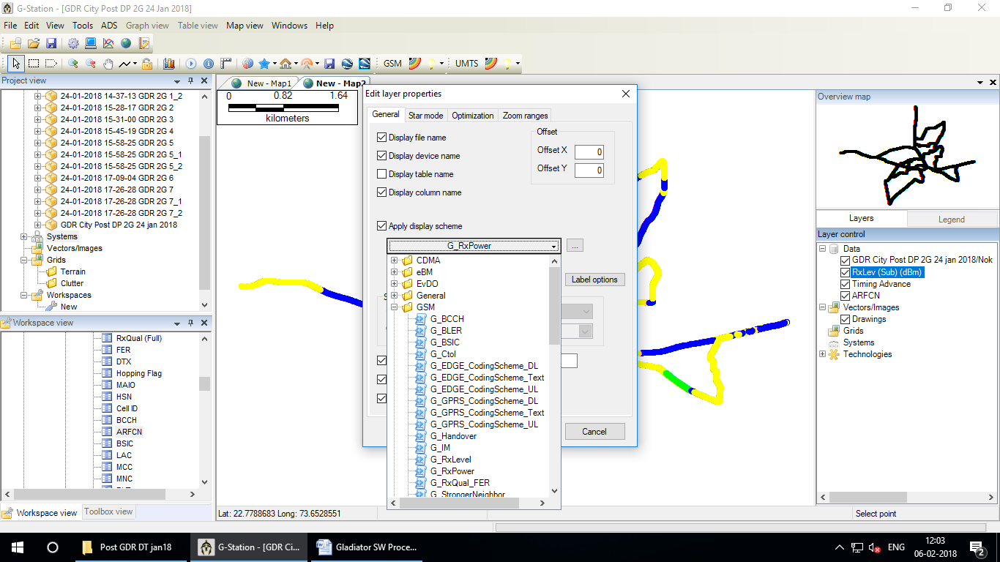 G-Station - [GDR City Post DP 2G 24 Jan 2018]
File Edit View Tools ADS Graph view Table view Map view Windows Help
GSM UMTS
Project view
24-01-2018 14-37-13 GDR 2G 1_2
24-01-2018 15-28-17 GDR 2G 2
24-01-2018 15-31-00 GDR 2G 3
24-01-2018 15-45-19 GDR 2G 4
24-01-2018 15-58-25 GDR 2G 5
24-01-2018 15-58-25 GDR 2G 5_1
24-01-2018 15-58-25 GDR 2G 5_2
24-01-2018 17-09-04 GDR 2G 6
24-01-2018 17-26-28 GDR 2G 7
24-01-2018 17-26-28 GDR 2G 7_1
24-01-2018 17-26-28 GDR 2G 7_2
GDR City Post DP 2G 24 jan 2018
Systems
Vectors/Images
Grids
Terrain
Clutter
Workspaces
New
Workspace view
RxQual (Full)
FER
DTX
Hopping Flag
MAIO
HSN
Cell ID
BCCH
ARFCN
BSIC
LAC
MCC
MNC
Workspace view Toolbox view
New - Map1 New - Map2
0 0.82 1.64
kilometers
Edit layer properties
General Star mode Optimization Zoom ranges
Display file name
Display device name
Display table name
Display column name
Offset
Offset X 0
Offset Y 0
Apply display scheme
G_RxPower ...
CDMA
eBM
EvDO
General
GSM
G_BCCH
G_BLER
G_BSIC
G_Ctol
G_EDGE_CodingScheme_DL
G_EDGE_CodingScheme_Text
G_EDGE_CodingScheme_UL
G_GPRS_CodingScheme_DL
G_GPRS_CodingScheme_Text
G_GPRS_CodingScheme_UL
G_Handover
G_IM
G_RxLevel
G_RxPower
G_RxQual_FER
G_StrongerNeighbor
Label options
Cancel
Overview map
Layers Legend
Layer control
Data
GDR City Post DP 2G 24 jan 2018/Nok
RxLev (Sub) (dBm)
Timing Advance
ARFCN
Vectors/Images
Drawings
Grids
Systems
Technologies
Lat: 22.7788683 Long: 73.6528551
Select point
Post GDR DT jan18
G-Station - [GDR Ci...
Gladiator SW Proce...
ENG
12:03
06-02-2018
2